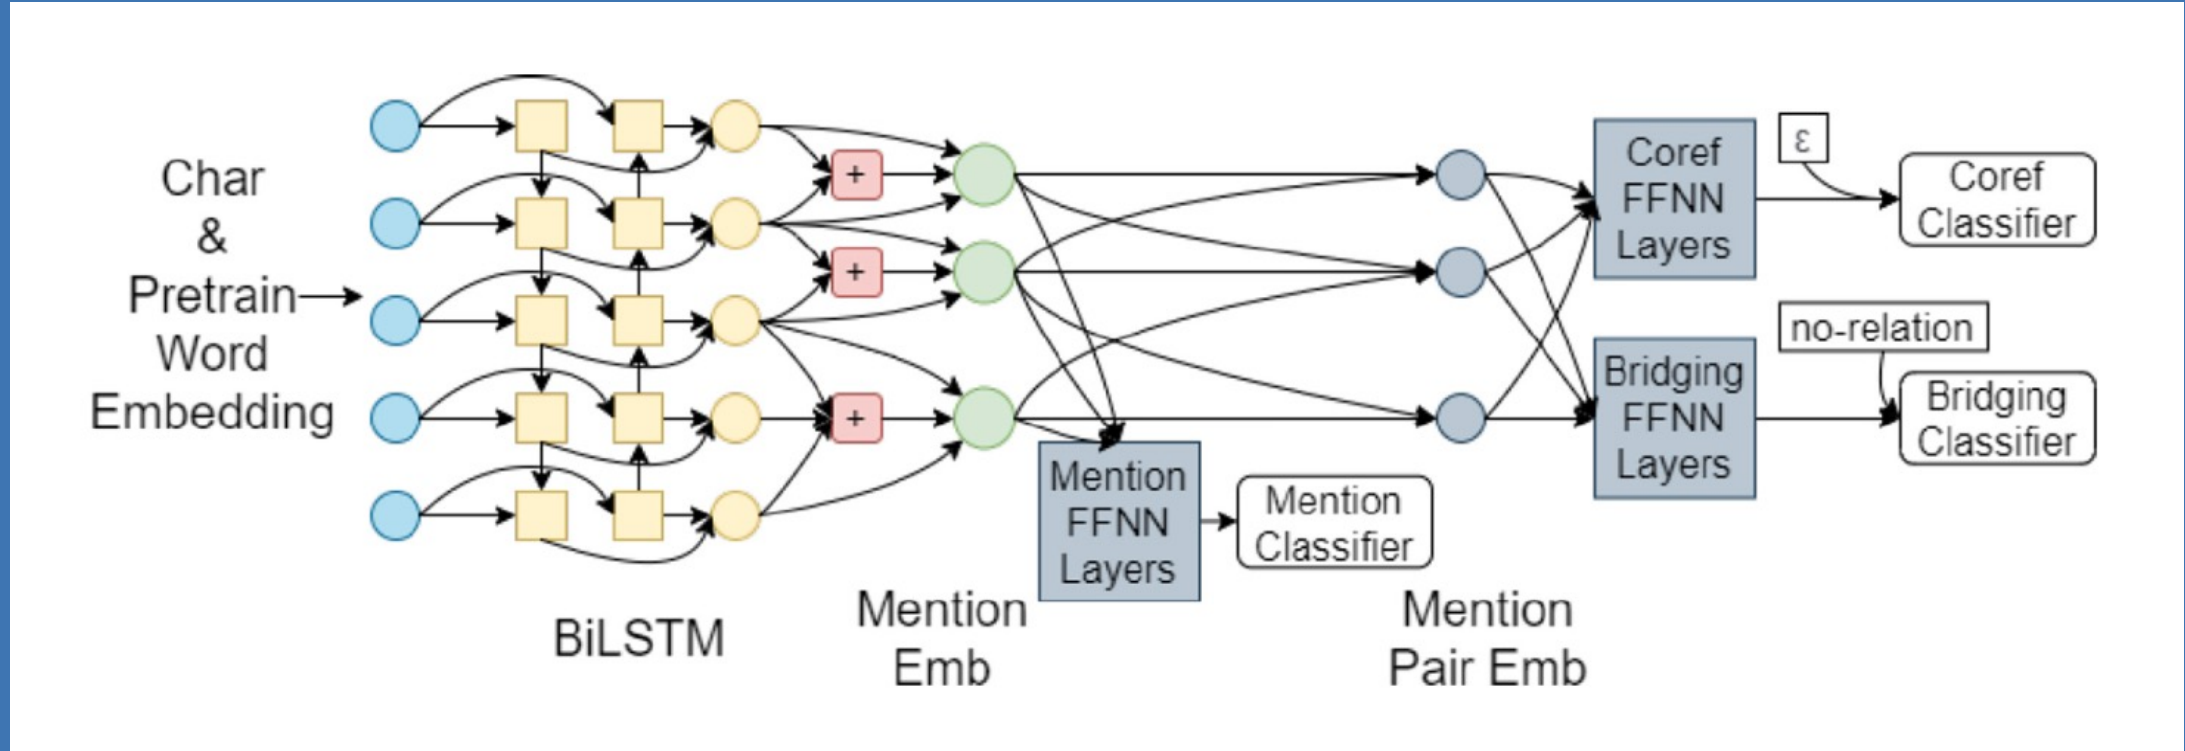 Char
&
Pretrain
Word
Embedding
BiLSTM
+
+
+
Mention
Emb
Mention
FFNN
Layers
Mention
Classifier
Mention
Pair Emb
Coref
FFNN
Layers
ε
Coref
Classifier
Bridging
FFNN
Layers
no-relation
Bridging
Classifier